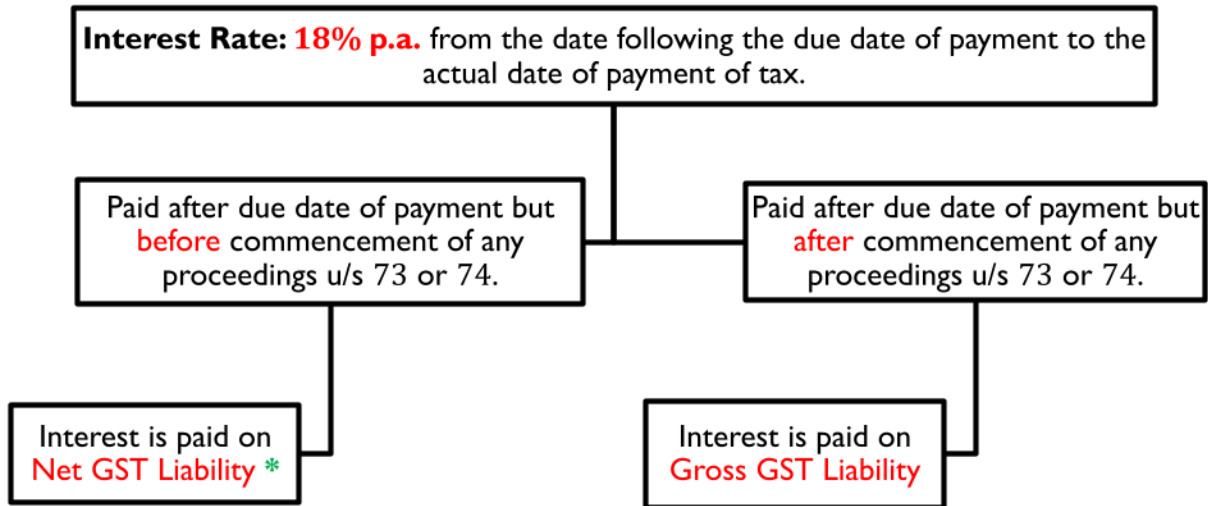 Interest Rate: 18% p.a. from the date following the due date of payment to the
actual date of payment of tax.
Paid after due date of payment but
before commencement of any
proceedings u/s 73 or 74.
Paid after due date of payment but
after commencement of any
proceedings u/s 73 or 74.
Interest is paid on
Net GST Liability *
Interest is paid on
Gross GST Liability